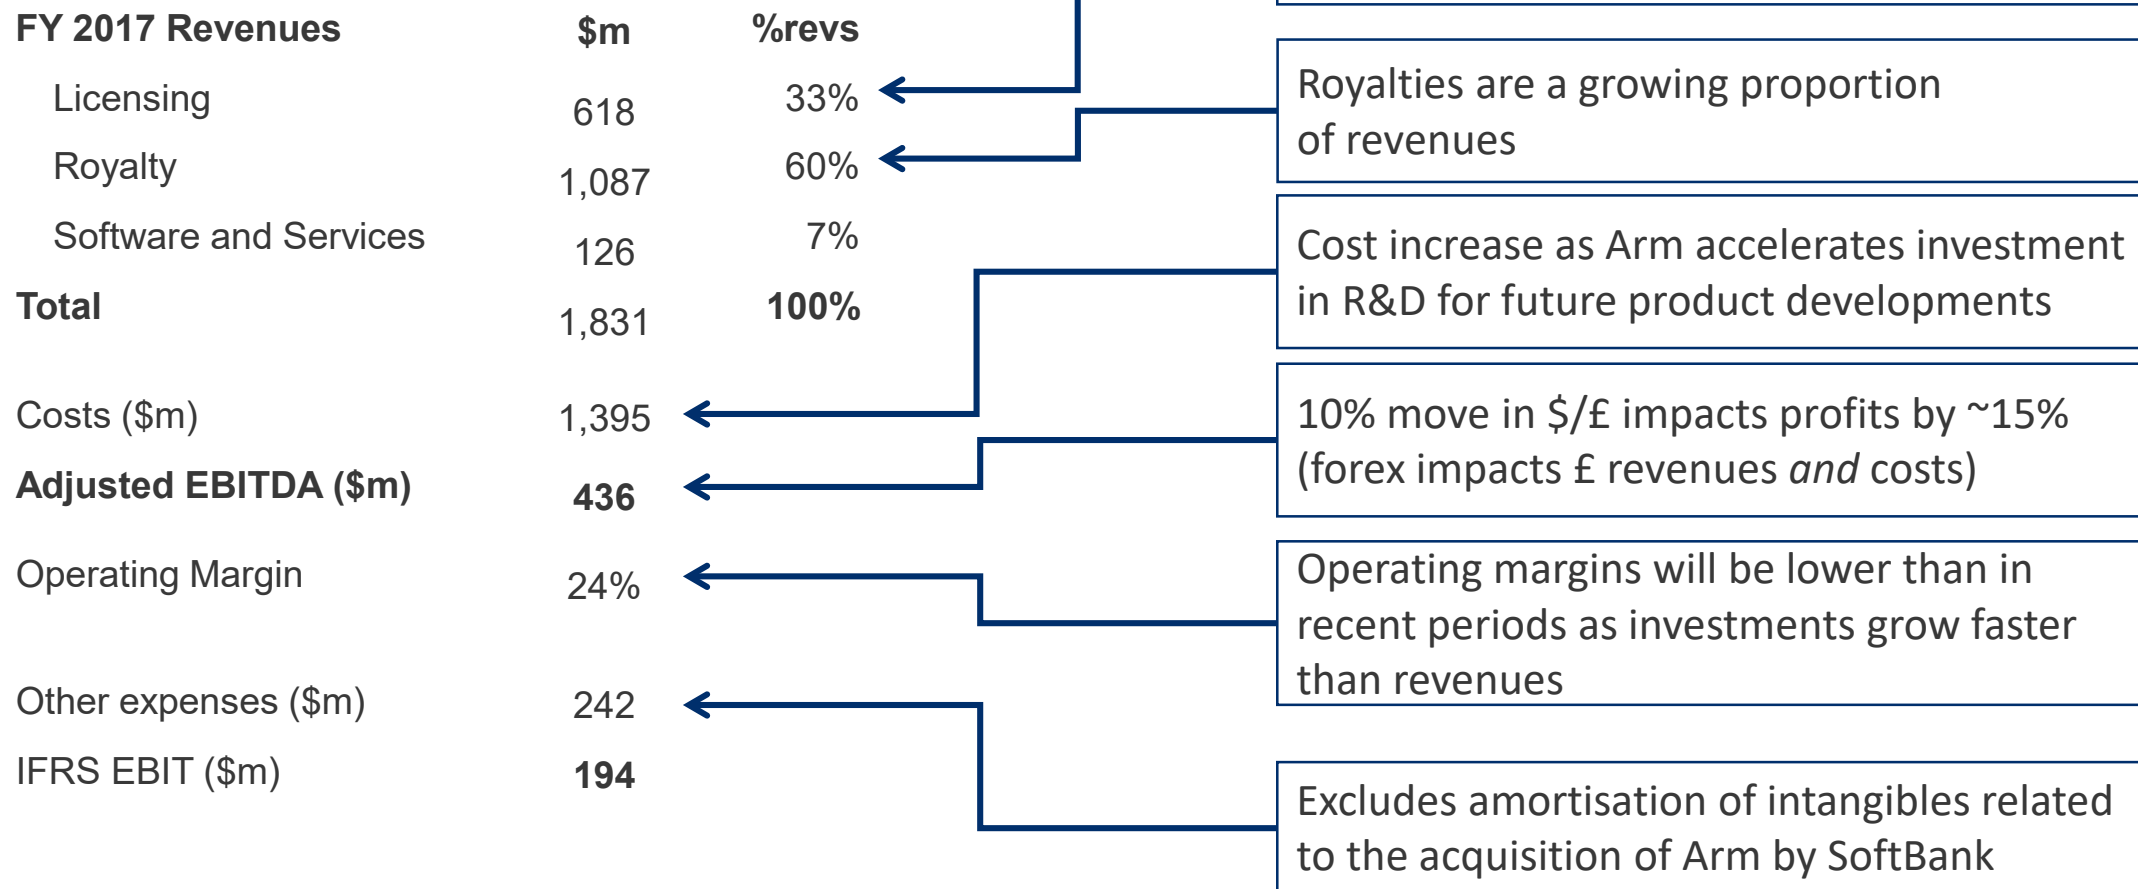 FY 2017 Revenues $m %revs
Licensing 618 33%
Royalty 1,087 60%
Software and Services 126 7%
Total 1,831 100%
Costs ($m) 1,395
Adjusted EBITDA ($m) 436
Operating Margin 24%
Other expenses ($m) 242
IFRS EBIT ($m) 194
Royalties are a growing proportion
of revenues
Cost increase as Arm accelerates investment
in R&D for future product developments
10% move in $/£ impacts profits by ~15%
(forex impacts £ revenues and costs)
Operating margins will be lower than in
recent periods as investments grow faster
than revenues
Excludes amortisation of intangibles related
to the acquisition of Arm by SoftBank